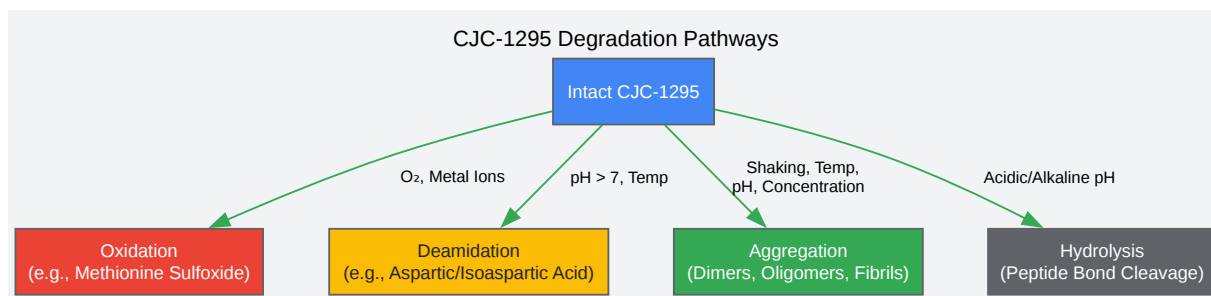 CJC-1295 Degradation Pathways
Intact CJC-1295
O₂, Metal Ions
pH > 7, Temp
Shaking, Temp,
pH, Concentration
Acidic/Alkaline pH
Oxidation
(e.g., Methionine Sulfoxide)
Deamidation
(e.g., Aspartic/Isoaspartic Acid)
Aggregation
(Dimers, Oligomers, Fibrils)
Hydrolysis
(Peptide Bond Cleavage)